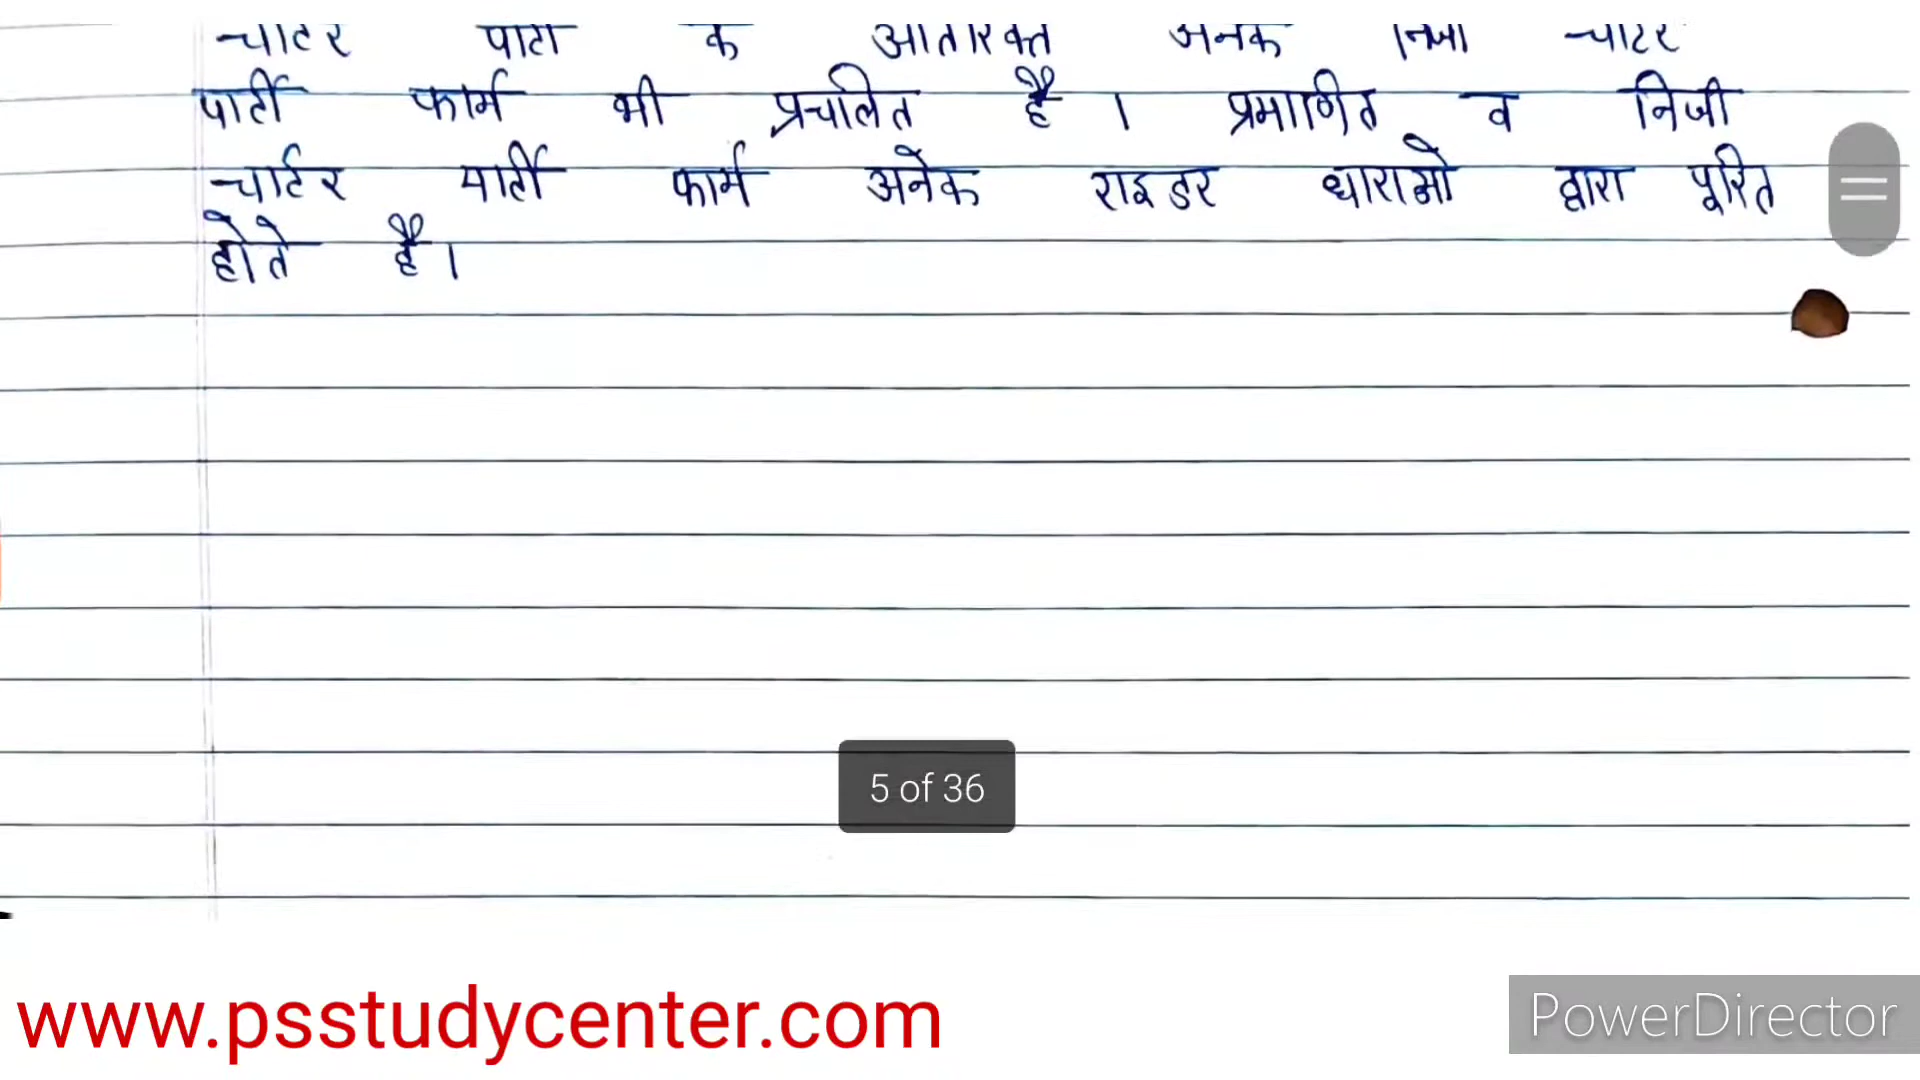 चार्टर पार्टी के अतिरिक्त अनेक निजी चार्टर
पार्टी फार्म भी प्रचलित है । प्रमाणित व निजी
चार्टर पार्टी फार्म अनेक राइडर धाराओ द्वारा पूरित
होते है ।
5 of 36
www.psstudycenter.com
PowerDirector